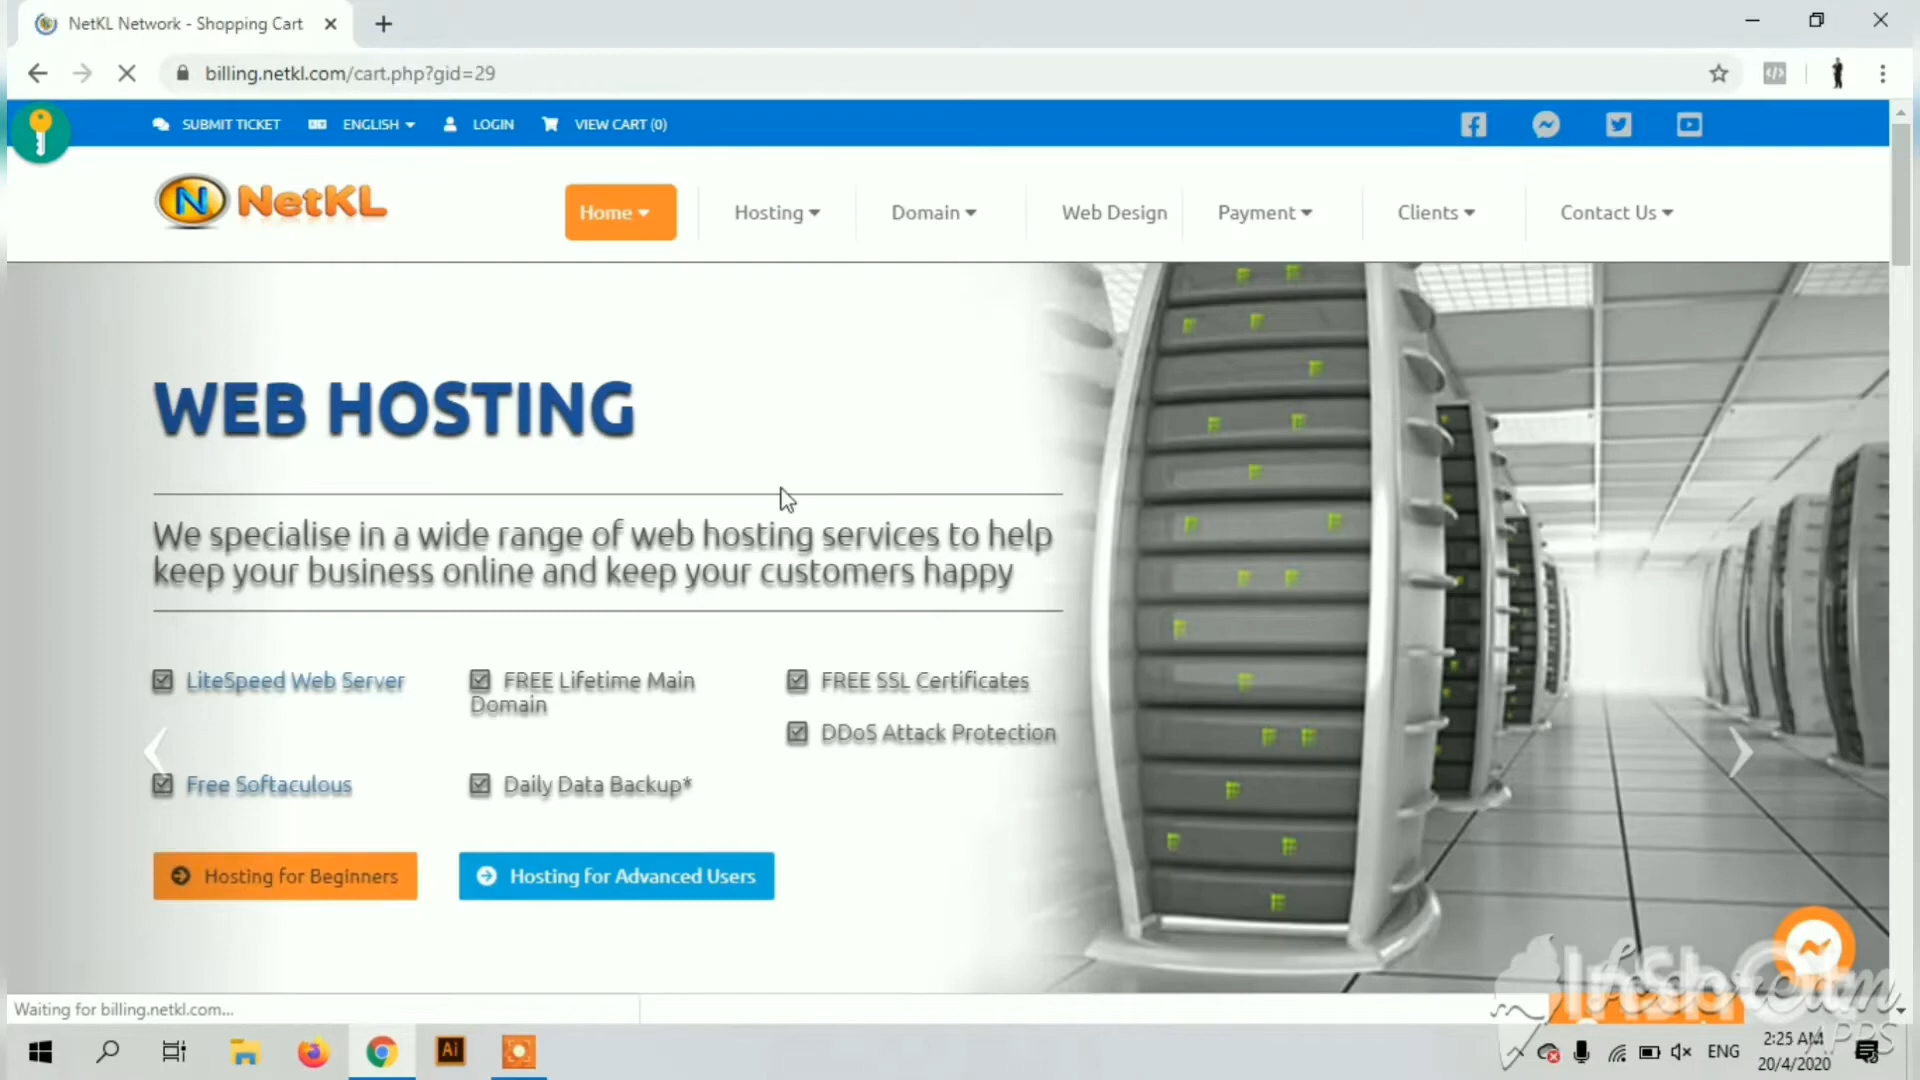 NetKL Network - Shopping Cart
billing.netkl.com/cart.php?gid=29
SUBMIT TICKET ENGLISH LOGIN VIEW CART (0)
N NetKL
Home Hosting Domain Web Design Payment Clients Contact Us
WEB HOSTING
We specialise in a wide range of web hosting services to help
keep your business online and keep your customers happy
LiteSpeed Web Server
FREE Lifetime Main
Domain
FREE SSL Certificates
DDoS Attack Protection
Free Softaculous
Daily Data Backup*
Hosting for Beginners
Hosting for Advanced Users
Waiting for billing.netkl.com...
APPS
Ai
ENG
2:25 AM
20/4/2020